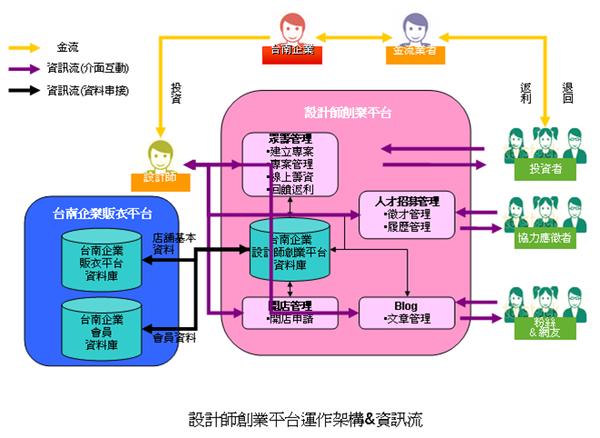 金流
資訊流(介面互動)
資訊流(資料串接)
台南企業
金流業者
投資
返利
退回
設計師
設計師創業平台
眾籌管理
•建立專案
•專案管理
•線上籌資
•回饋返利
投資者
台南企業販衣平台
人才招募管理
•徵才管理
•履歷管理
協力應徵者
店舖基本
資料
台南企業
販衣平台
資料庫
台南企業
設計師創業平台
資料庫
台南企業
會員
資料庫
會員資料
開店管理
•開店申請
Blog
•文章管理
粉絲
&網友
設計師創業平台運作架構&資訊流